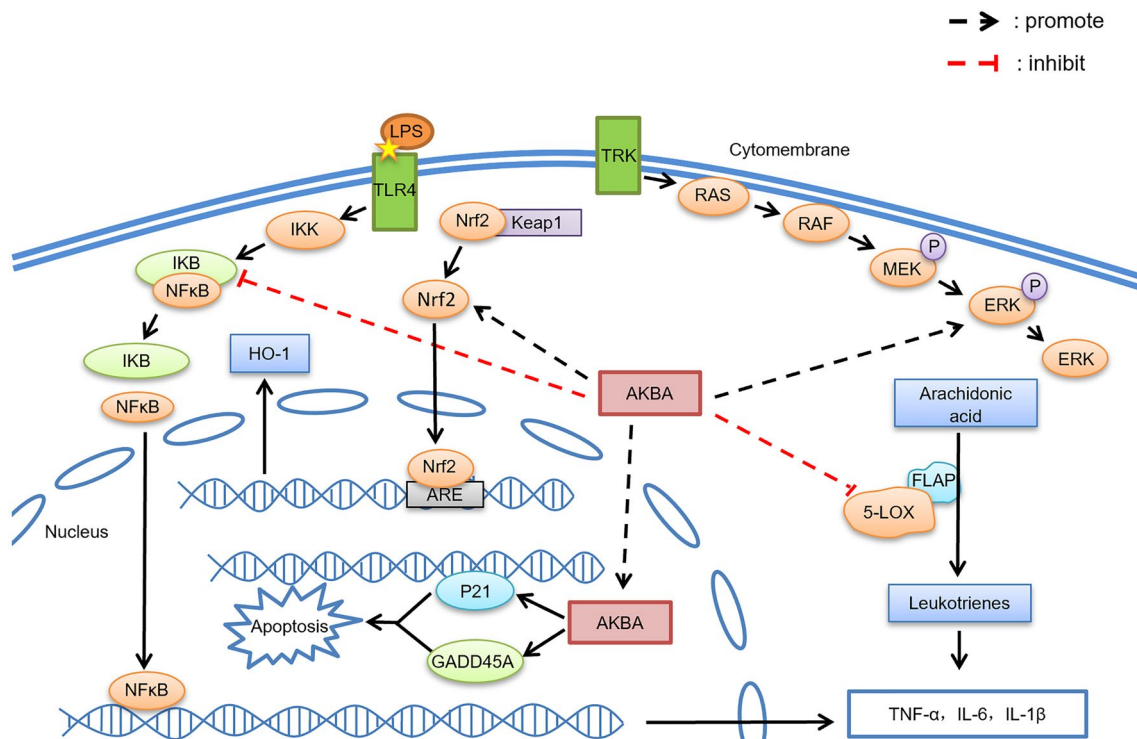 : promote
: inhibit
LPS
TLR4
TRK
Cytomembrane
RAS
RAF
MEK
P
ERK
P
ERK
IKK
Nrf2
Keap1
IKB
NFκB
Nrf2
IKB
NFκB
HO-1
AKBA
Arachidonic
acid
FLAP
5-LOX
Nrf2
ARE
Nucleus
P21
Apoptosis
AKBA
GADD45A
Leukotrienes
NFκB
TNF-α，IL-6，IL-1β